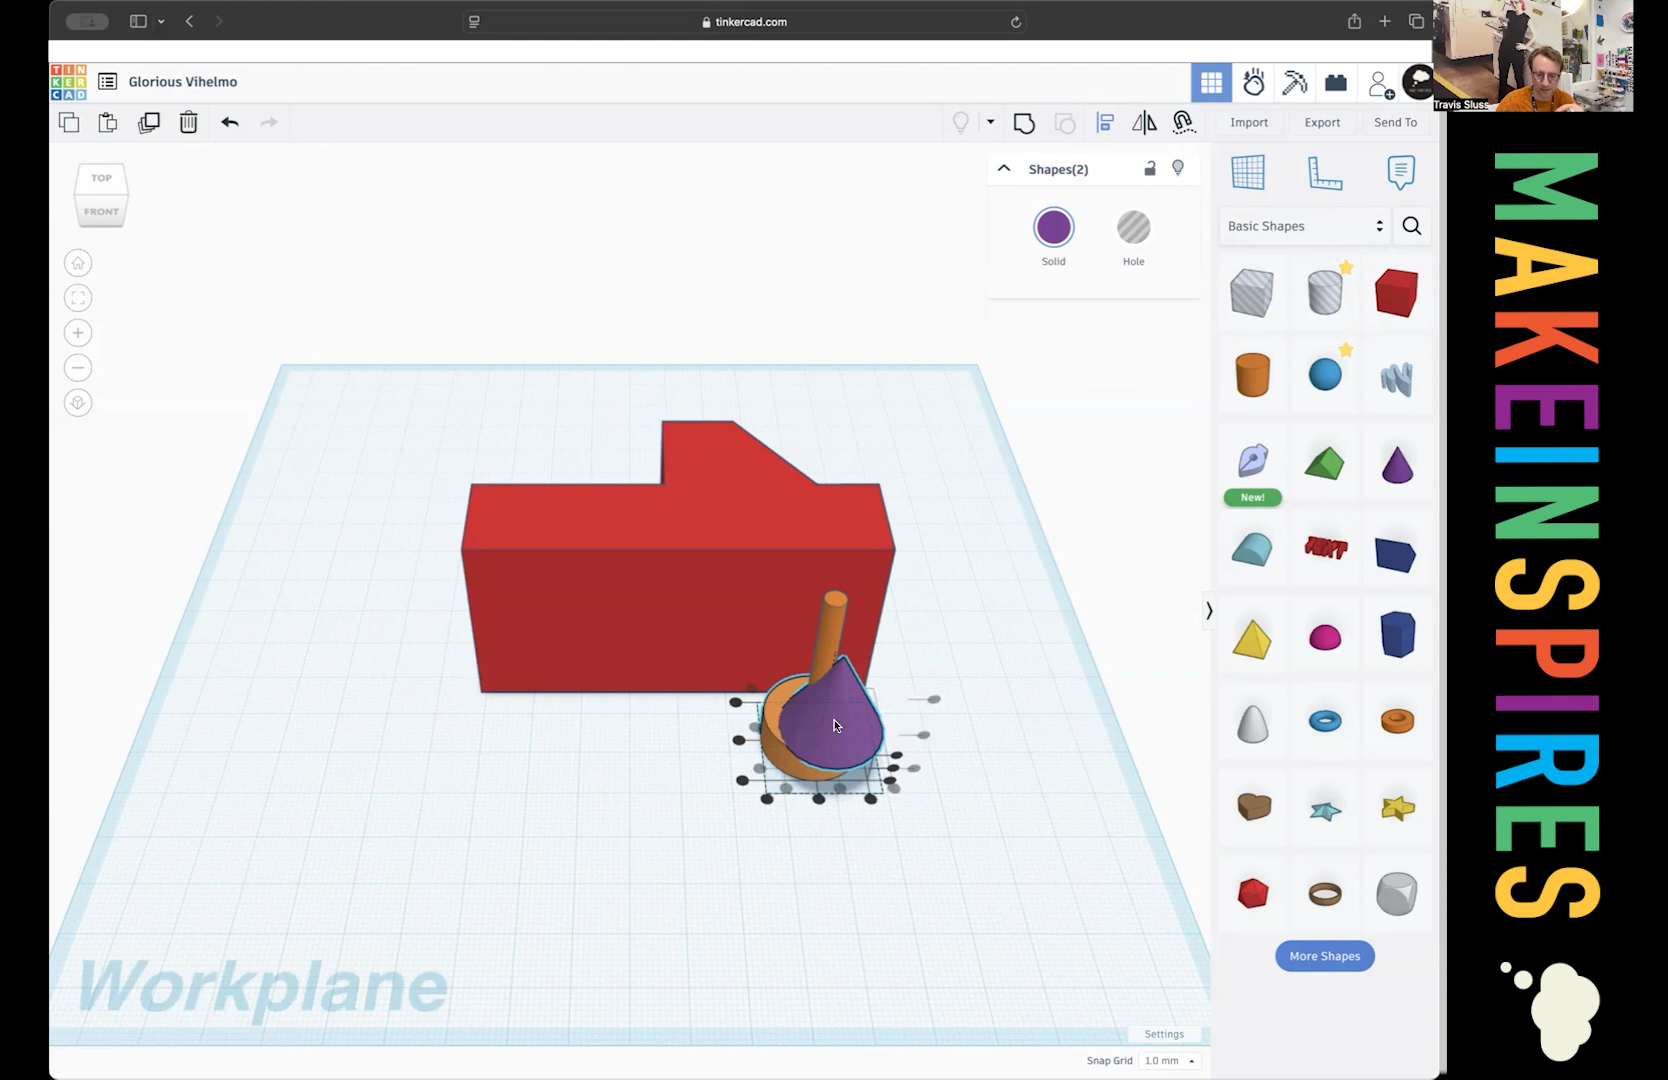 tinkercad.com
TIN
KER
CAD
Glorious Vihelmo
Travis Sluss
Import
Export
Send To
TOP
FRONT
Shapes(2)
Solid
Hole
Basic Shapes
New!
TEXT
More Shapes
Workplane
Settings
Snap Grid
1.0 mm
MAKEINSPIRES